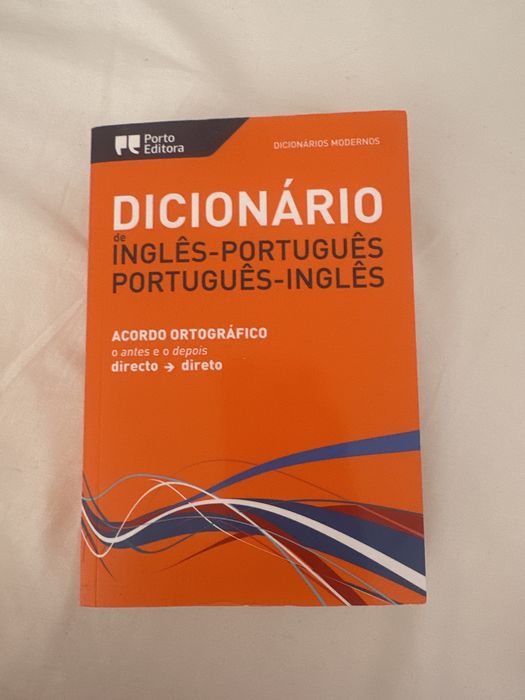 Porto
Editora
DICIONÁRIOS MODERNOS
DICIONÁRIO
de
INGLÊS-PORTUGUÊS
PORTUGUÊS-INGLÊS
ACORDO ORTOGRÁFICO
o antes e o depois
directo → direto